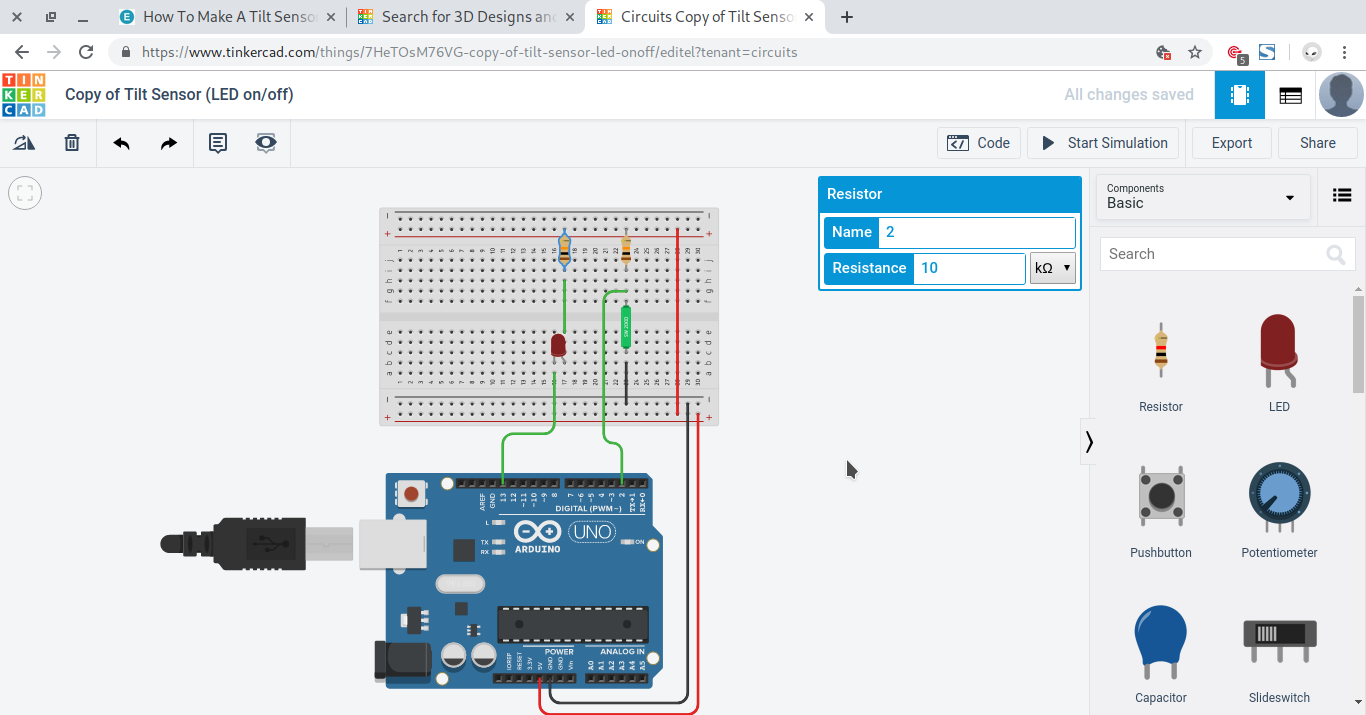 How To Make A Tilt Senso
Search for 3D Designs an
Circuits Copy of Tilt Senso
https://www.tinkercad.com/things/7HeTOsM76VG-copy-of-tilt-sensor-led-onoff/editel?tenant=circuits
5
TIN
KER
CAD
Copy of Tilt Sensor (LED on/off)
All changes saved
Code
Start Simulation
Export
Share
Resistor
Name 2
Resistance 10 kΩ
Components
Basic
Search
Resistor
LED
Pushbutton
Potentiometer
Capacitor
Slideswitch
AREF
GND
13
12
~11
~10
~9
8
7
~6
~5
4
~3
2
TX→1
RX←0
DIGITAL (PWM~)
L
TX
RX
UNO
ARDUINO
ON
POWER
ANALOG IN
IOREF
RESET
3.3V
5V
GND
GND
Vin
A0
A1
A2
A3
A4
A5